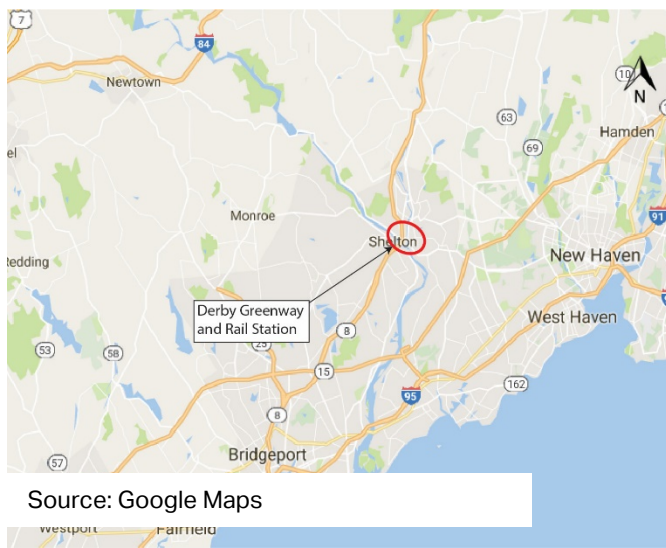 7
84
Newtown
10
N
63
Hamden
69
el
Monroe
91
Shelton
New Haven
Redding
Derby Greenway
and Rail Station
West Haven
8
53
58
25
15
162
95
8
Bridgeport
57
Source: Google Maps
Westport
Fairfield